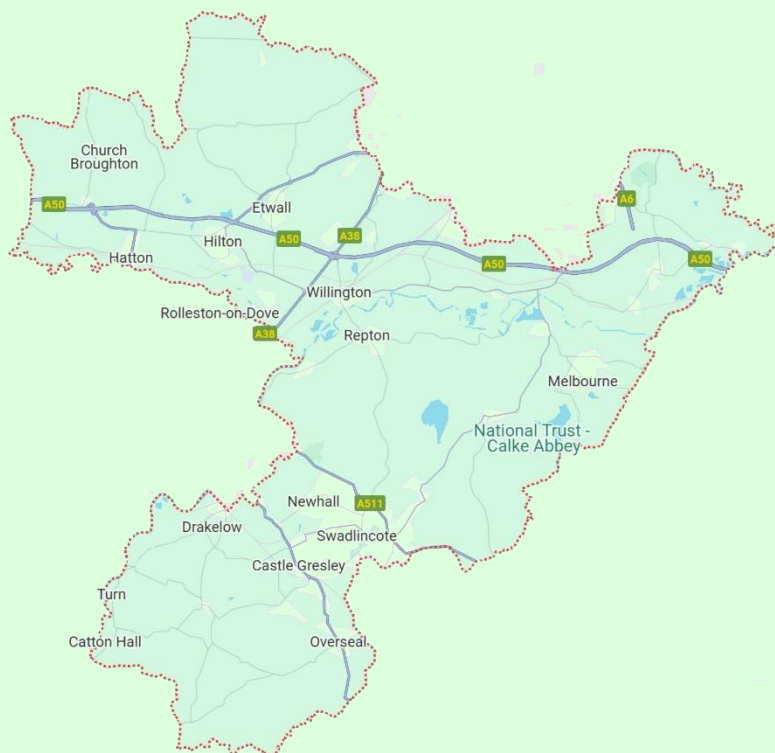 Church
Broughton
A50
Etwall
A6
Hilton
A50
A38
Hatton
A50
A50
Willington
Rolleston-on-Dove
A38
Repton
Melbourne
National Trust -
Calke Abbey
Newhall
A511
Drakelow
Swadlincote
Castle Gresley
Turn
Catton Hall
Overseal